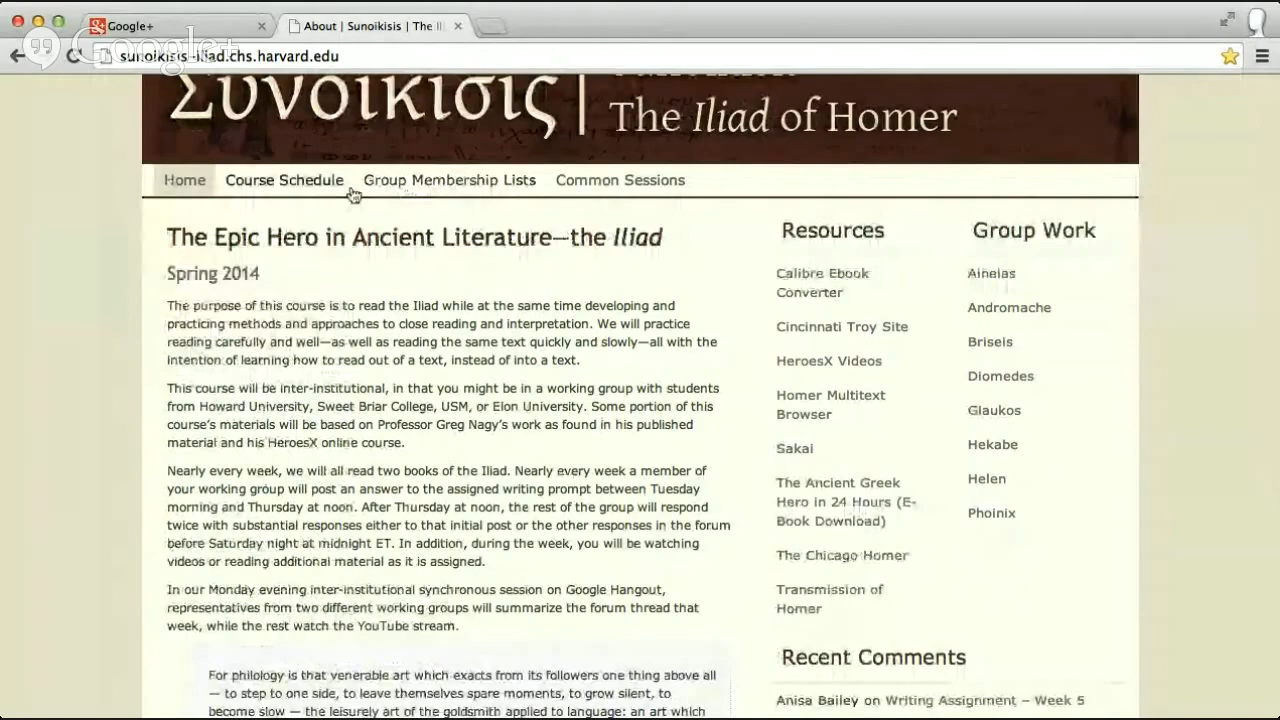 Google+
About | Sunoikisis | The Il
Google+
sunoikisis-iliad.chs.harvard.edu
Συνοίκισις
The Iliad of Homer
Home
Course Schedule
Group Membership Lists
Common Sessions
The Epic Hero in Ancient Literature—the Iliad
Spring 2014
The purpose of this course is to read the Iliad while at the same time developing and
practicing methods and approaches to close reading and interpretation. We will practice
reading carefully and well—as well as reading the same text quickly and slowly—all with the
intention of learning how to read out of a text, instead of into a text.
This course will be inter-institutional, in that you might be in a working group with students
from Howard University, Sweet Briar College, USM, or Elon University. Some portion of this
course's materials will be based on Professor Greg Nagy's work as found in his published
material and his HeroesX online course.
Nearly every week, we will all read two books of the Iliad. Nearly every week a member of
your working group will post an answer to the assigned writing prompt between Tuesday
morning and Thursday at noon. After Thursday at noon, the rest of the group will respond
twice with substantial responses either to that initial post or the other responses in the forum
before Saturday night at midnight ET. In addition, during the week, you will be watching
videos or reading additional material as it is assigned.
In our Monday evening inter-institutional synchronous session on Google Hangout,
representatives from two different working groups will summarize the forum thread that
week, while the rest watch the YouTube stream.
For philology is that venerable art which exacts from its followers one thing above all
— to step to one side, to leave themselves spare moments, to grow silent, to
become slow — the leisurely art of the goldsmith applied to language: an art which
Resources
Calibre Ebook
Converter
Cincinnati Troy Site
HeroesX Videos
Homer Multitext
Browser
Sakai
The Ancient Greek
Hero in 24 Hours (E-
Book Download)
The Chicago Homer
Transmission of
Homer
Group Work
Aineias
Andromache
Briseis
Diomedes
Glaukos
Hekabe
Helen
Phoinix
Recent Comments
Anisa Bailey on Writing Assignment – Week 5